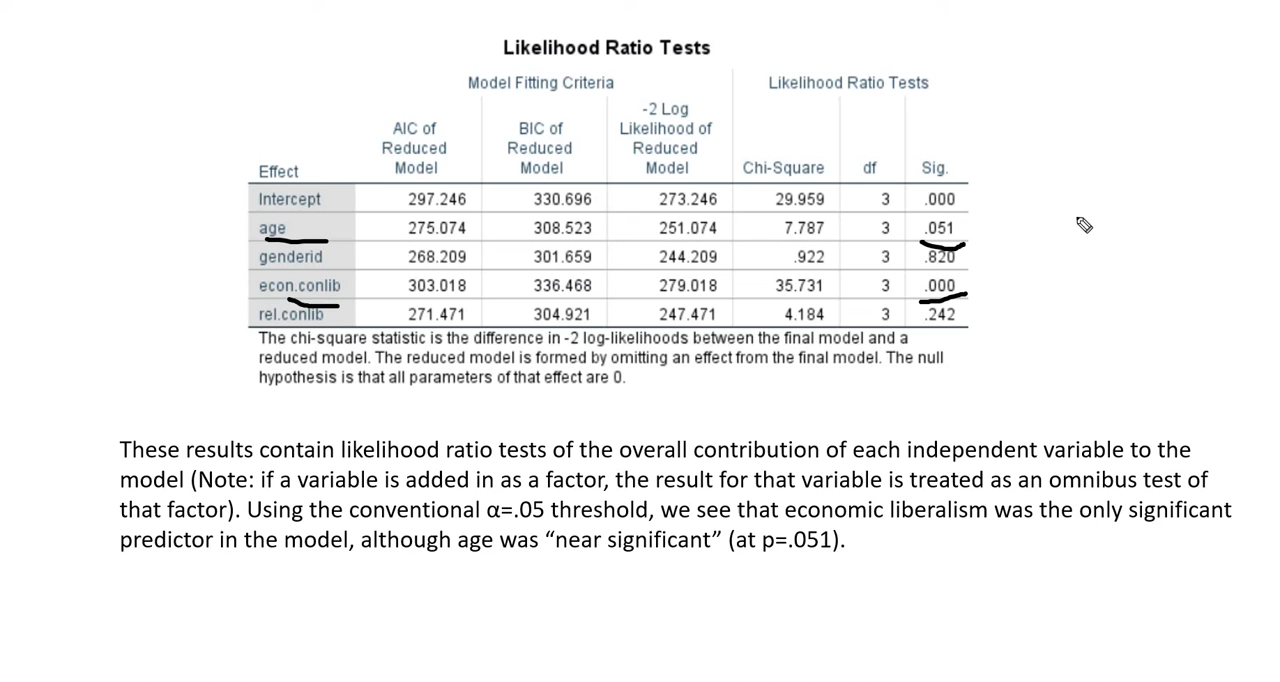 Likelihood Ratio Tests
Model Fitting Criteria Likelihood Ratio Tests
Effect AIC of Reduced Model BIC of Reduced Model -2 Log Likelihood of Reduced Model Chi-Square df Sig.
Intercept 297.246 330.696 273.246 29.959 3 .000
age 275.074 308.523 251.074 7.787 3 .051
genderid 268.209 301.659 244.209 .922 3 .820
econ.conlib 303.018 336.468 279.018 35.731 3 .000
rel.conlib 271.471 304.921 247.471 4.184 3 .242
The chi-square statistic is the difference in -2 log-likelihoods between the final model and a
reduced model. The reduced model is formed by omitting an effect from the final model. The null
hypothesis is that all parameters of that effect are 0.
These results contain likelihood ratio tests of the overall contribution of each independent variable to the
model (Note: if a variable is added in as a factor, the result for that variable is treated as an omnibus test of
that factor). Using the conventional α=.05 threshold, we see that economic liberalism was the only significant
predictor in the model, although age was “near significant” (at p=.051).